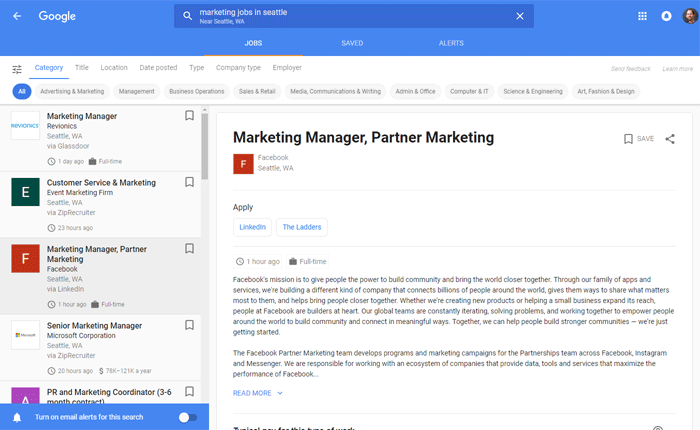 Google
marketing jobs in seattle
Near Seattle, WA
JOBS SAVED ALERTS
Category Title Location Date posted Type Company type Employer
Send feedback Learn more
All Advertising & Marketing Management Business Operations Sales & Retail Media, Communications & Writing Admin & Office Computer & IT Science & Engineering Art, Fashion & Design
REVIONICS
Marketing Manager
Revionics
Seattle, WA
via Glassdoor
1 day ago Full-time
E
Customer Service & Marketing
Event Marketing Firm
Seattle, WA
via ZipRecruiter
23 hours ago
F
Marketing Manager, Partner
Marketing
Facebook
Seattle, WA
via LinkedIn
1 hour ago Full-time
Microsoft
Senior Marketing Manager
Microsoft Corporation
Seattle, WA
via ZipRecruiter
20 hours ago $ 78K–121K a year
A
PR and Marketing Coordinator (3-6
month contract)
Turn on email alerts for this search
Marketing Manager, Partner Marketing
SAVE
F
Facebook
Seattle, WA
Apply
LinkedIn The Ladders
1 hour ago Full-time
Facebook's mission is to give people the power to build community and bring the world closer together. Through our family of apps and
services, we're building a different kind of company that connects billions of people around the world, gives them ways to share what matters
most to them, and helps bring people closer together. Whether we're creating new products or helping a small business expand its reach,
people at Facebook are builders at heart. Our global teams are constantly iterating, solving problems, and working together to empower people
around the world to build community and connect in meaningful ways. Together, we can help people build stronger communities — we're just
getting started.
The Facebook Partner Marketing team develops programs and marketing campaigns for the Partnerships team across Facebook, Instagram
and Messenger. We are responsible for working with an ecosystem of companies that provide data, tools and services that maximize the
performance of Facebook...
READ MORE
Typical pay for this type of work